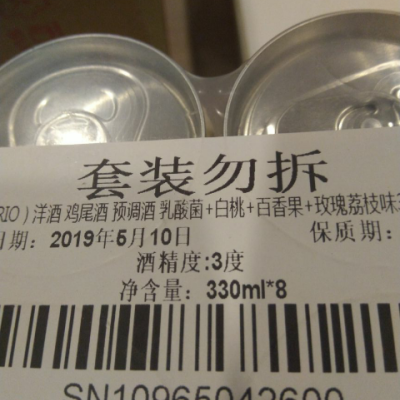 套装勿拆
RIO）洋酒 鸡尾酒 预调酒 乳酸菌+白桃+百香果+玫瑰荔枝味
日期：2019年5月10日 保质期：
酒精度:3度
净含量：330ml*8
SN10965042600